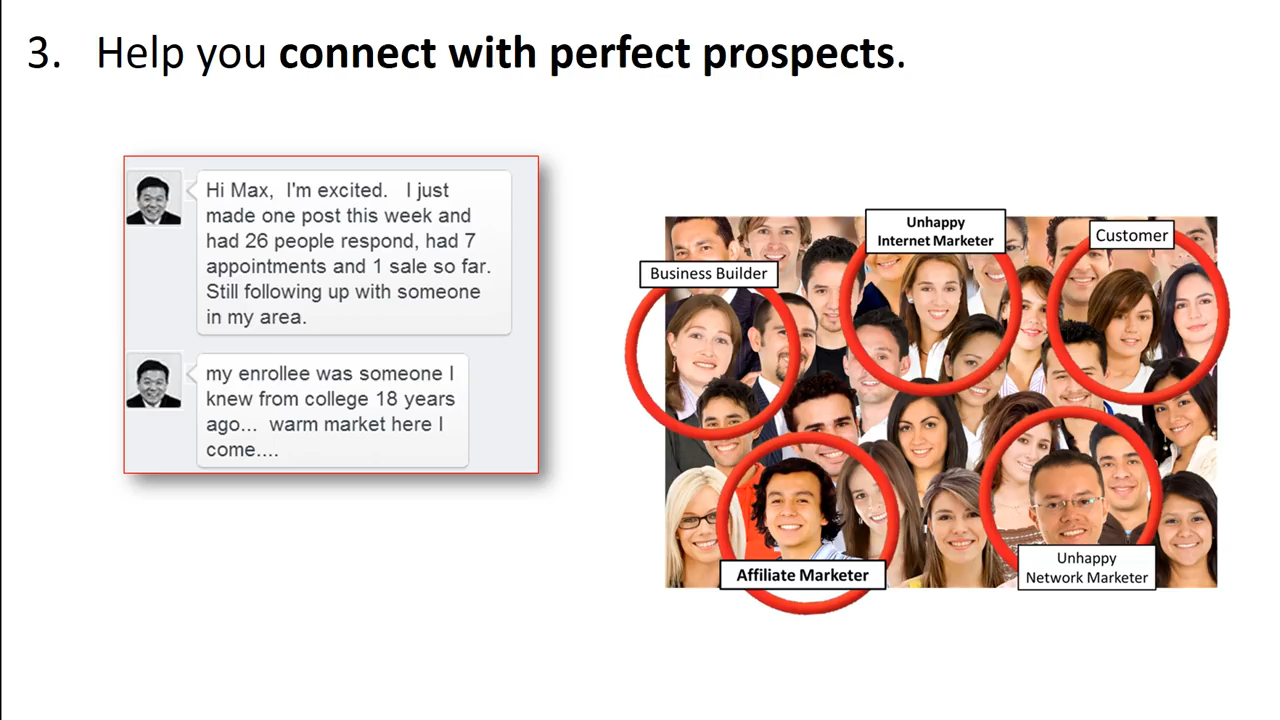 3. Help you connect with perfect prospects.
Hi Max, I'm excited. I just
made one post this week and
had 26 people respond, had 7
appointments and 1 sale so far.
Still following up with someone
in my area.
my enrollee was someone I
knew from college 18 years
ago... warm market here I
come....
Unhappy
Internet Marketer
Customer
Business Builder
Affiliate Marketer
Unhappy
Network Marketer